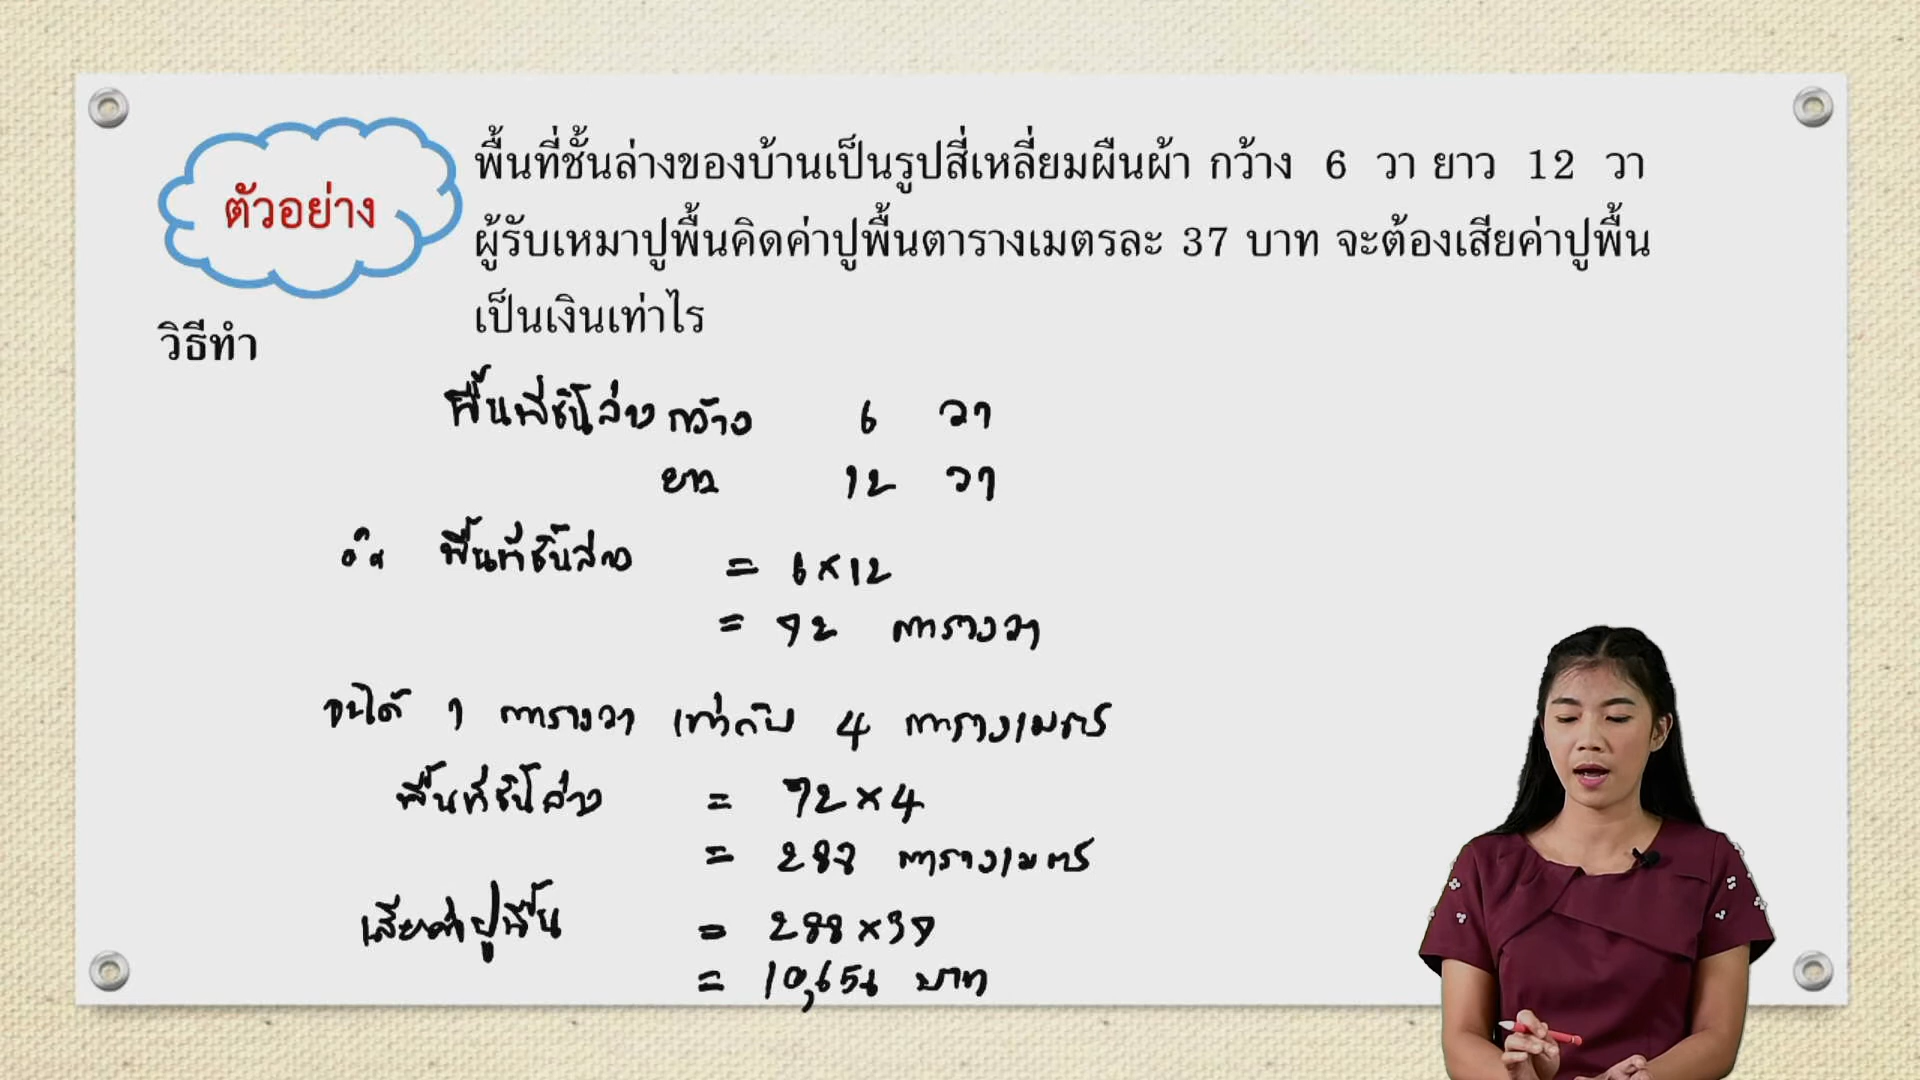 ตัวอย่าง
พื้นที่ชั้นล่างของบ้านเป็นรูปสี่เหลี่ยมผืนผ้า กว้าง 6 วา ยาว 12 วา
ผู้รับเหมาปูพื้นคิดค่าปูพื้นตารางเมตรละ 37 บาท จะต้องเสียค่าปูพื้น
เป็นเงินเท่าไร
วิธีทำ
พื้นที่ชั้นล่าง กว้าง 6 วา
ยาว 12 วา
พื้นที่ชั้นล่าง = 6 × 12
= 72 ตารางวา
จะได้ 1 ตารางวา เท่ากับ 4 ตารางเมตร
พื้นที่ชั้นล่าง = 72 × 4
= 288 ตารางเมตร
เสียค่าปูพื้น = 288 × 37
= 10,656 บาท